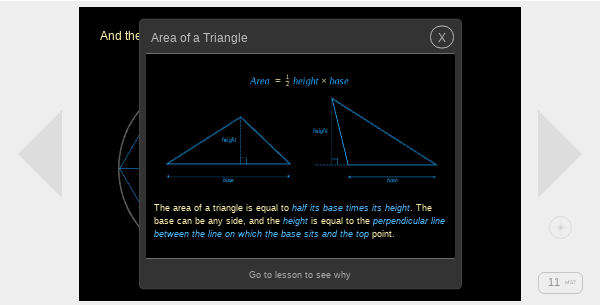 And the
Area of a Triangle
X
Area = 1/2 height × base
height
height
base
base
The area of a triangle is equal to half its base times its height. The
base can be any side, and the height is equal to the perpendicular line
between the line on which the base sits and the top point.
Go to lesson to see why
11 of 37